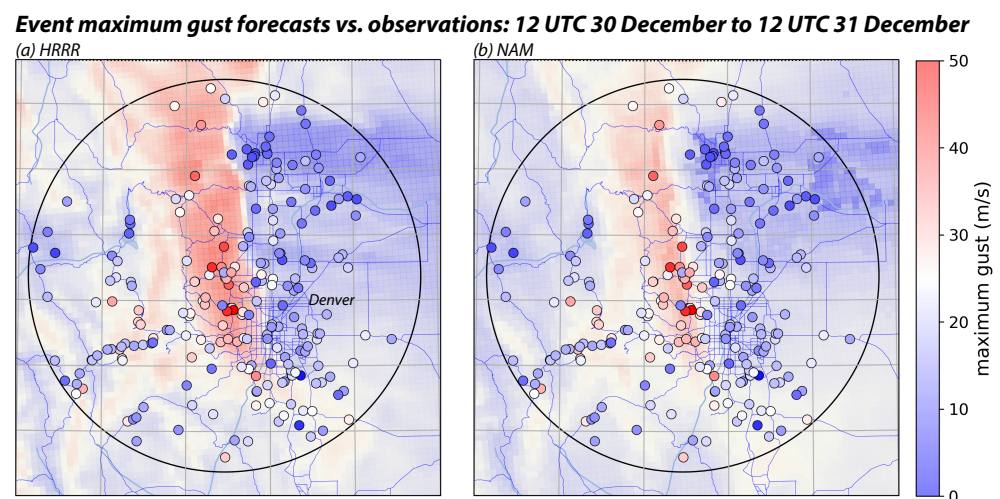 Event maximum gust forecasts vs. observations: 12 UTC 30 December to 12 UTC 31 December
(a) HRRR
(b) NAM
Denver
50
40
30
20
10
0
maximum gust (m/s)